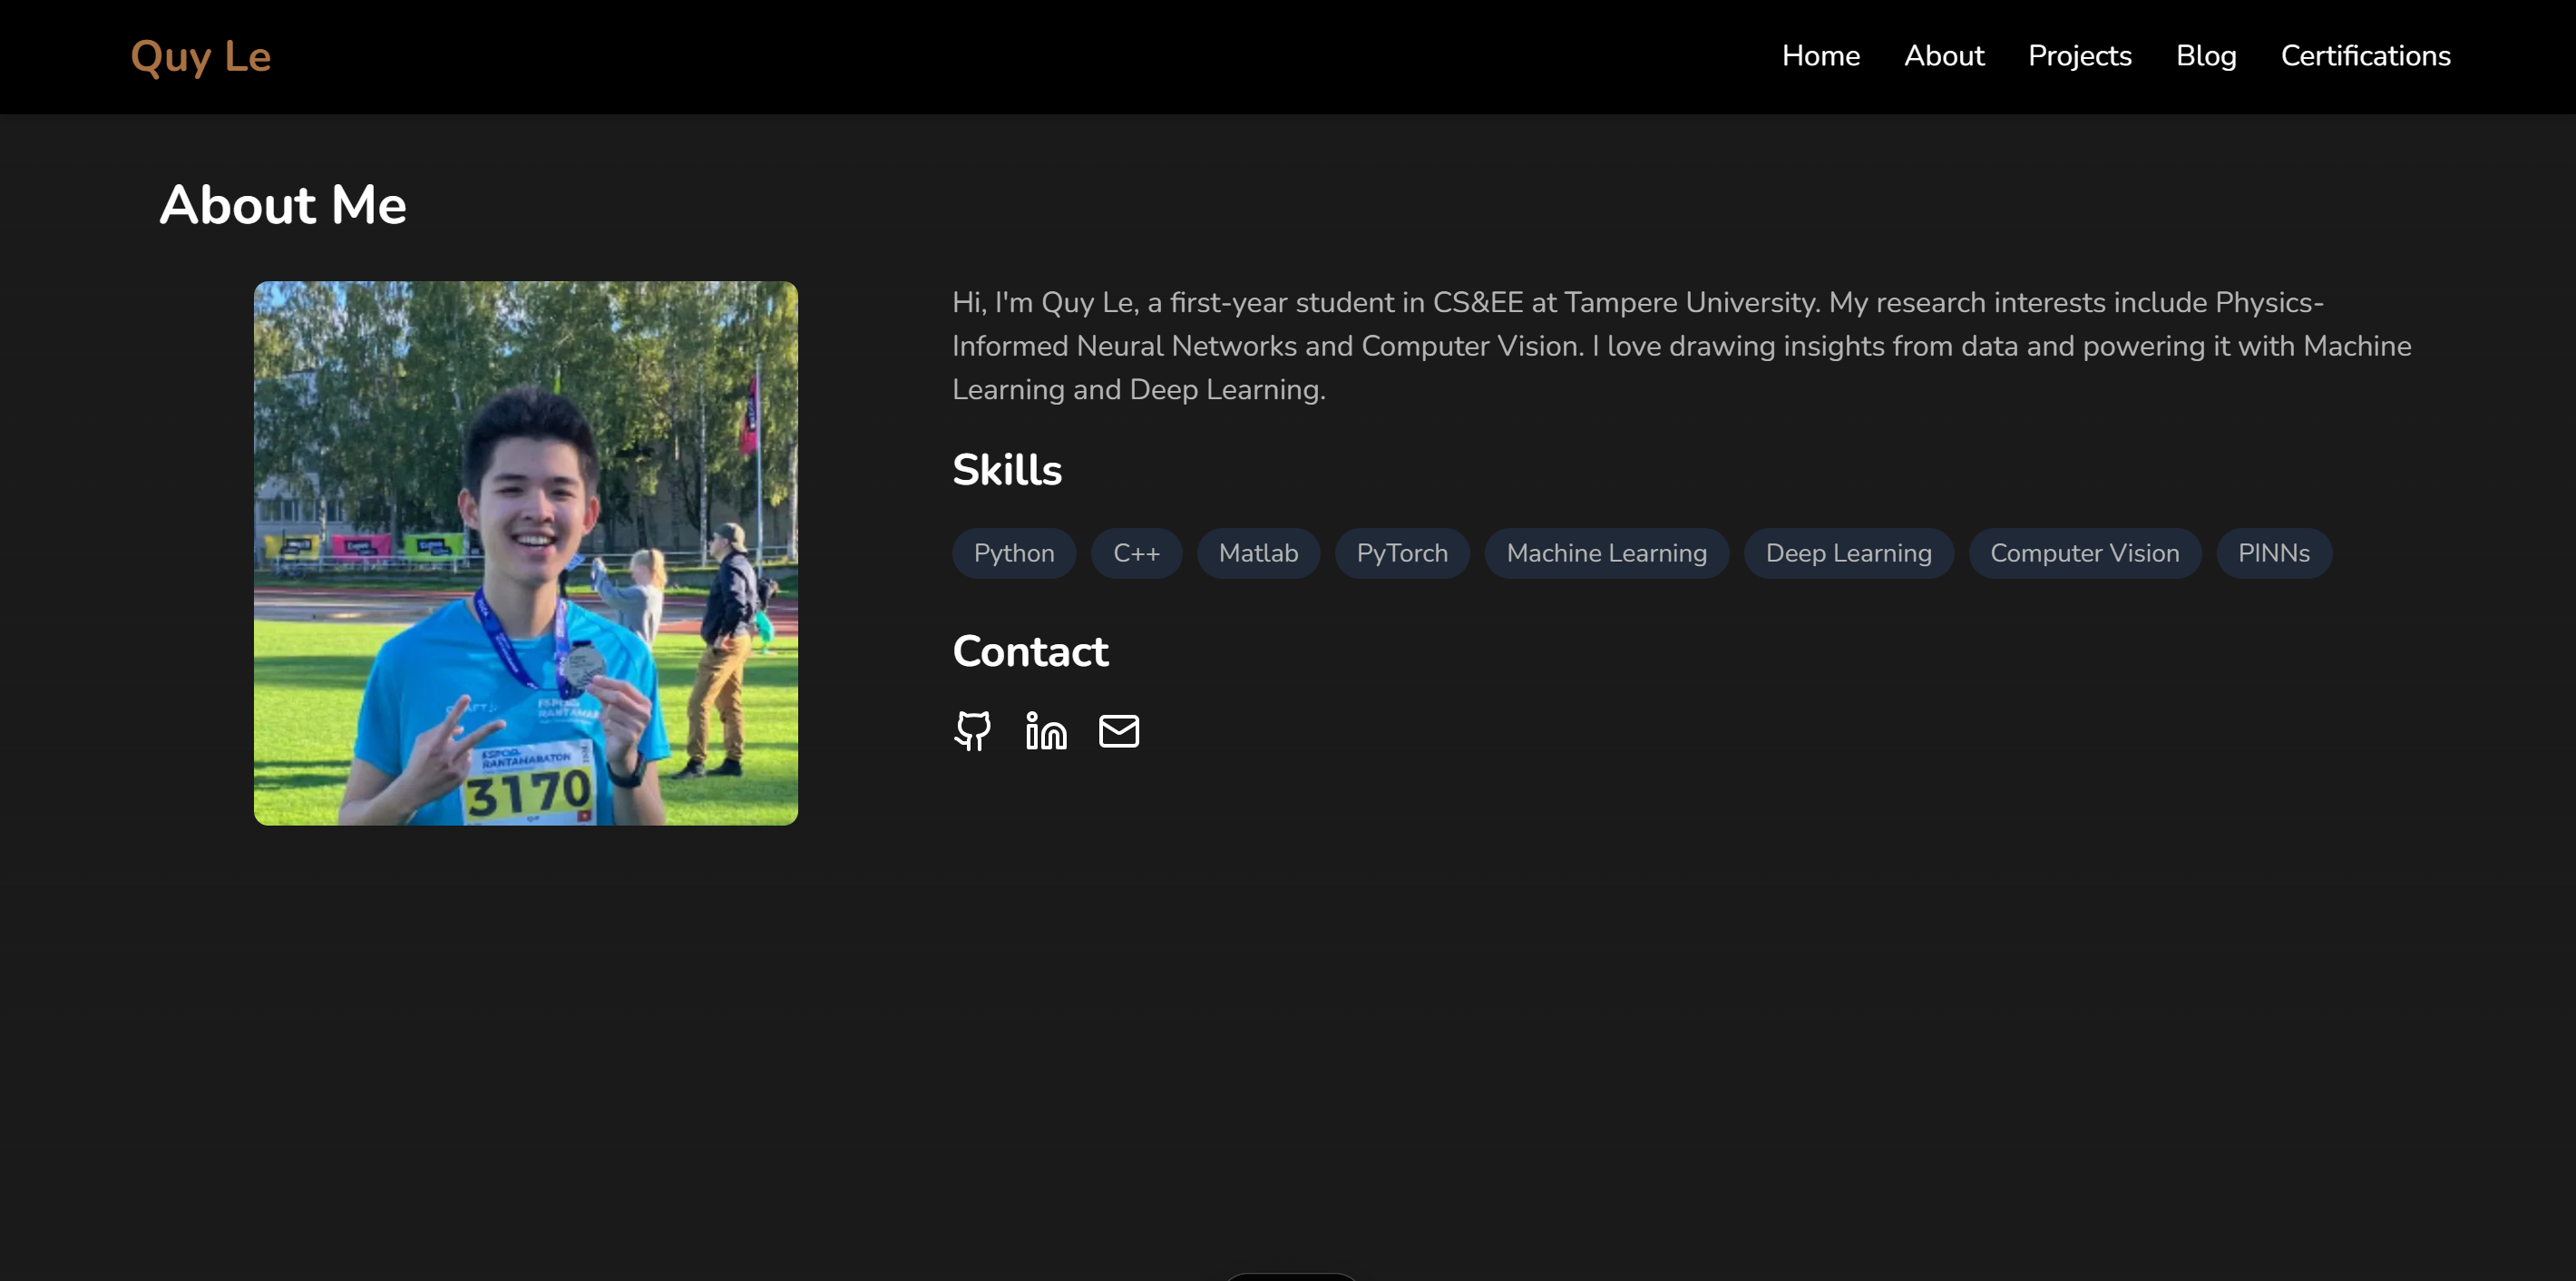 Quy Le
Home About Projects Blog Certifications
About Me
Hi, I'm Quy Le, a first-year student in CS&EE at Tampere University. My research interests include Physics-
Informed Neural Networks and Computer Vision. I love drawing insights from data and powering it with Machine
Learning and Deep Learning.
Skills
Python C++ Matlab PyTorch Machine Learning Deep Learning Computer Vision PINNs
Contact
ESPOO
RANTAMARATON
3170